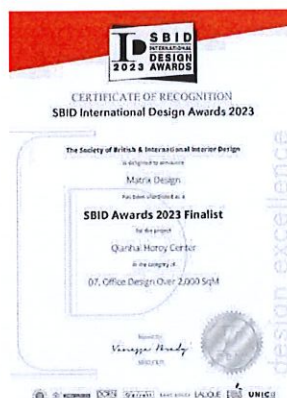 SBID
INTERNATIONAL
DESIGN
2023 AWARDS
CERTIFICATE OF RECOGNITION
SBID International Design Awards 2023
The Society of British & International Interior Design
is delighted to announce
Matrix Design
has been shortlisted as a
SBID Awards 2023 Finalist
for the project
Qianhai Horoy Center
in the category of
07. Office Design Over 2,000 SqM
design excellence
LALIQUE
UNICO